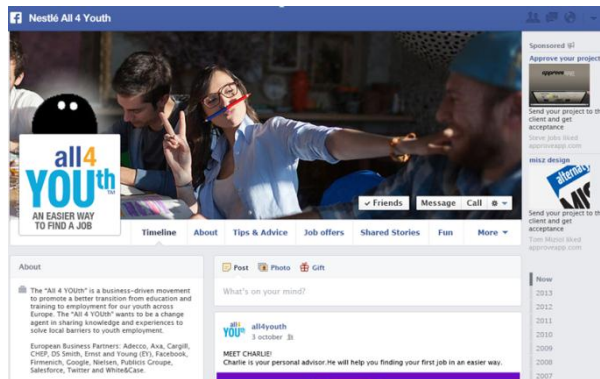 Nestlé All 4 Youth
Sponsored
Approve your project
approveapp
Send your project to the
client and get
acceptance
Steve Jobs liked
approveapp.com
misz design
alternat
Send your project to the
client and get
acceptance
Tom Misztol liked
approveapp.com
all4
YOUth
TM
AN EASIER WAY
TO FIND A JOB
✓ Friends Message Call
Timeline About Tips & Advice Job offers Shared Stories Fun More
About
The "All 4 YOUth" is a business-driven movement
to promote a better transition from education and
training to employment for our youth across
Europe. The "All 4 YOUth" wants to be a change
agent in sharing knowledge and experiences to
solve local barriers to youth employment.
European Business Partners: Adecco, Axa, Cargill,
CHEP, DS Smith, Ernst and Young (EY), Facebook,
Firmenich, Google, Nielsen, Publicis Groupe,
Salesforce, Twitter and White&Case.
Post Photo Gift
What's on your mind?
all4
YOUth
all4youth
3 october
MEET CHARLIE!
Charlie is your personal advisor.He will help you finding your first job in an easier way.
Now
2013
2012
2011
2010
2009
2008
2007